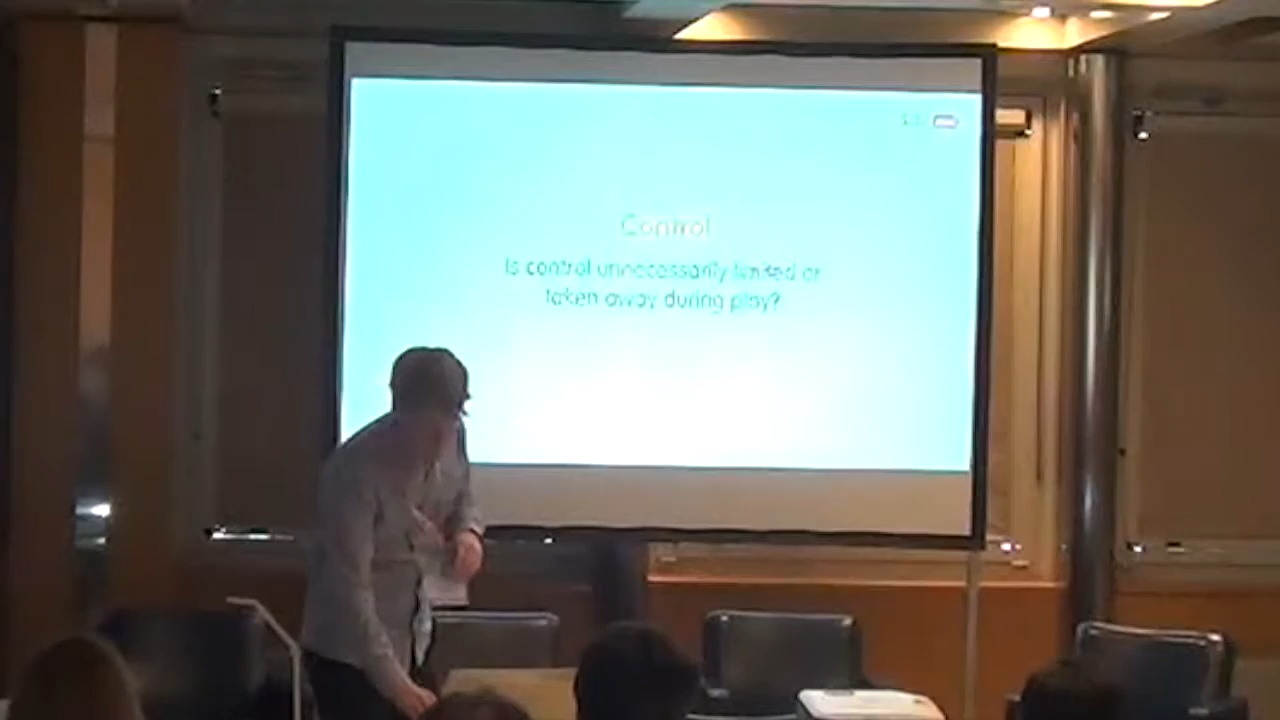 Control
Is control unnecessarily limited or
taken away during play?